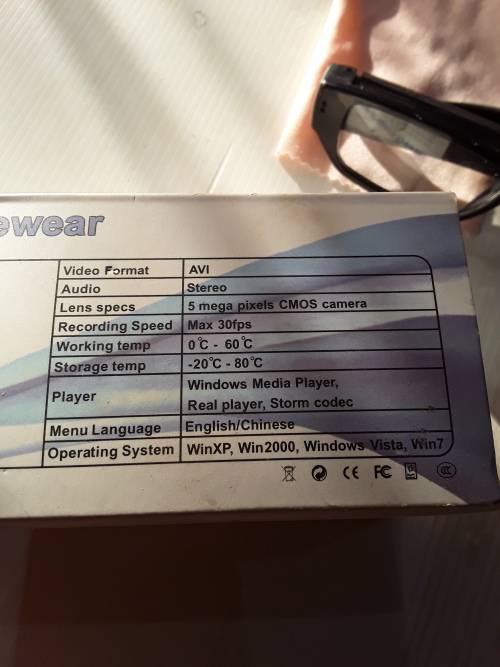 ewear
Video Format AVI
Audio Stereo
Lens specs 5 mega pixels CMOS camera
Recording Speed Max 30fps
Working temp 0℃ - 60℃
Storage temp -20℃ - 80℃
Player Windows Media Player,
Real player, Storm codec
Menu Language English/Chinese
Operating System WinXP, Win2000, Windows Vista, Win7
CE FC